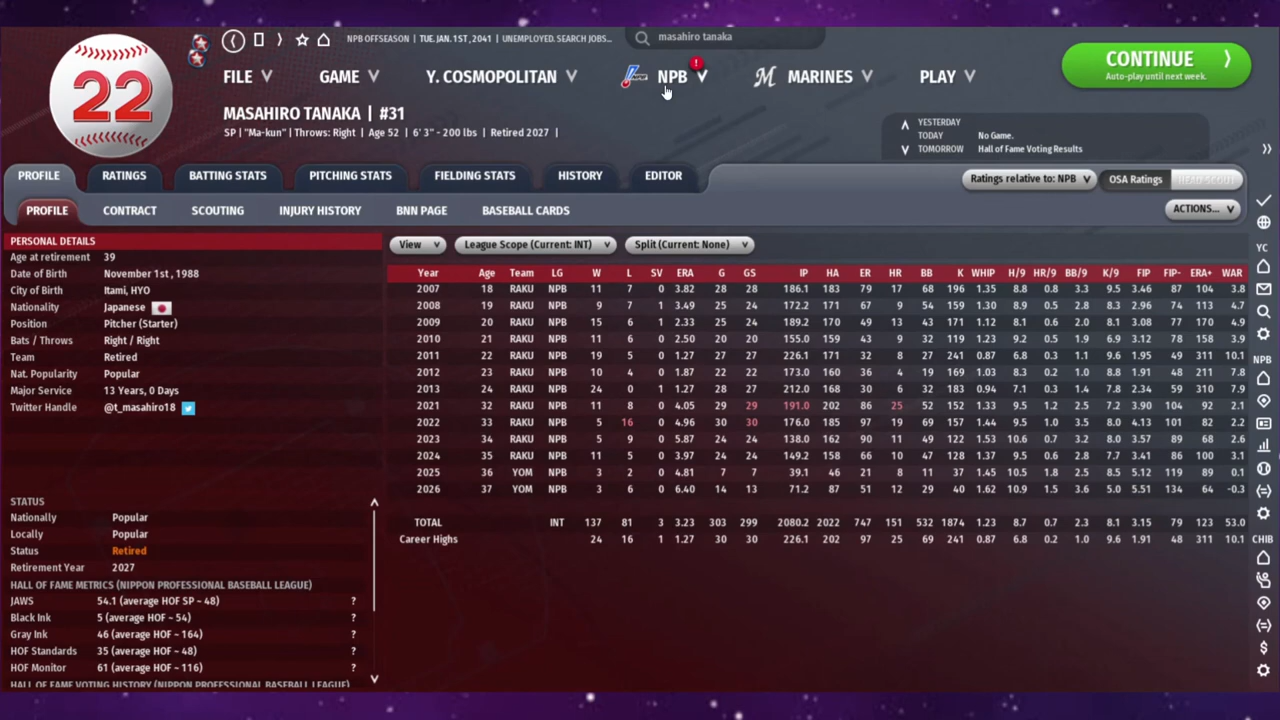 NPB OFFSEASON | TUE. JAN. 1ST, 2041 | UNEMPLOYED. SEARCH JOBS...
masahiro tanaka
FILE GAME Y. COSMOPOLITAN NPB ! M MARINES PLAY
CONTINUE
Auto-play until next week.
22
MASAHIRO TANAKA | #31
SP | "Ma-kun" | Throws: Right | Age 52 | 6' 3" - 200 lbs | Retired 2027 |
YESTERDAY
TODAY No Game.
TOMORROW Hall of Fame Voting Results
PROFILE RATINGS BATTING STATS PITCHING STATS FIELDING STATS HISTORY EDITOR
Ratings relative to: NPB OSA Ratings HEAD SCOUT
PROFILE CONTRACT SCOUTING INJURY HISTORY BNN PAGE BASEBALL CARDS ACTIONS...
PERSONAL DETAILS
Age at retirement 39
Date of Birth November 1st, 1988
City of Birth Itami, HYO
Nationality Japanese
Position Pitcher (Starter)
Bats / Throws Right / Right
Team Retired
Nat. Popularity Popular
Major Service 13 Years, 0 Days
Twitter Handle @t_masahiro18
STATUS
Nationally Popular
Locally Popular
Status Retired
Retirement Year 2027
HALL OF FAME METRICS (NIPPON PROFESSIONAL BASEBALL LEAGUE)
JAWS 54.1 (average HOF SP ~ 48) ?
Black Ink 5 (average HOF ~ 54) ?
Gray Ink 46 (average HOF ~ 164) ?
HOF Standards 35 (average HOF ~ 48) ?
HOF Monitor 61 (average HOF ~ 116) ?
HALL OF FAME VOTING HISTORY (NIPPON PROFESSIONAL BASEBALL LEAGUE)
View League Scope (Current: INT) Split (Current: None)
Year Age Team LG W L SV ERA G GS IP HA ER HR BB K WHIP H/9 HR/9 BB/9 K/9 FIP FIP- ERA+ WAR
2007 18 RAKU NPB 11 7 0 3.82 28 28 186.1 183 79 17 68 196 1.35 8.8 0.8 3.3 9.5 3.46 87 104 3.8
2008 19 RAKU NPB 9 7 1 3.49 25 24 172.2 171 67 9 54 159 1.30 8.9 0.5 2.8 8.3 2.96 74 113 4.7
2009 20 RAKU NPB 15 6 1 2.33 25 24 189.2 170 49 13 43 171 1.12 8.1 0.6 2.0 8.1 3.08 77 170 4.9
2010 21 RAKU NPB 11 6 0 2.50 20 20 155.0 159 43 9 32 119 1.23 9.2 0.5 1.9 6.9 3.12 78 158 3.9
2011 22 RAKU NPB 19 5 0 1.27 27 27 226.1 171 32 8 27 241 0.87 6.8 0.3 1.1 9.6 1.95 49 311 10.1
2012 23 RAKU NPB 10 4 0 1.87 22 22 173.0 160 36 4 19 169 1.03 8.3 0.2 1.0 8.8 1.91 48 211 7.8
2013 24 RAKU NPB 24 0 1 1.27 28 27 212.0 168 30 6 32 183 0.94 7.1 0.3 1.4 7.8 2.34 59 310 7.9
2021 32 RAKU NPB 11 8 0 4.05 29 29 191.0 202 86 25 52 152 1.33 9.5 1.2 2.5 7.2 3.90 104 92 2.1
2022 33 RAKU NPB 5 16 0 4.96 30 30 176.0 185 97 19 69 157 1.44 9.5 1.0 3.5 8.0 4.13 101 82 2.2
2023 34 RAKU NPB 5 9 0 5.87 24 24 138.0 162 90 11 49 122 1.53 10.6 0.7 3.2 8.0 3.57 89 68 2.6
2024 35 RAKU NPB 11 5 0 3.97 24 24 149.2 158 66 10 47 128 1.37 9.5 0.6 2.8 7.7 3.41 86 100 3.1
2025 36 YOM NPB 3 2 0 4.81 7 7 39.1 46 21 8 11 37 1.45 10.5 1.8 2.5 8.5 5.12 119 89 0.1
2026 37 YOM NPB 3 6 0 6.40 14 13 71.2 87 51 12 29 40 1.62 10.9 1.5 3.6 5.0 5.51 134 64 -0.3
TOTAL INT 137 81 3 3.23 303 299 2080.2 2022 747 151 532 1874 1.23 8.7 0.7 2.3 8.1 3.15 79 123 53.0
Career Highs 24 16 1 1.27 30 30 226.1 202 97 25 69 241 0.87 6.8 0.2 1.0 9.6 1.91 48 311 10.1
YC
NPB
CHIB